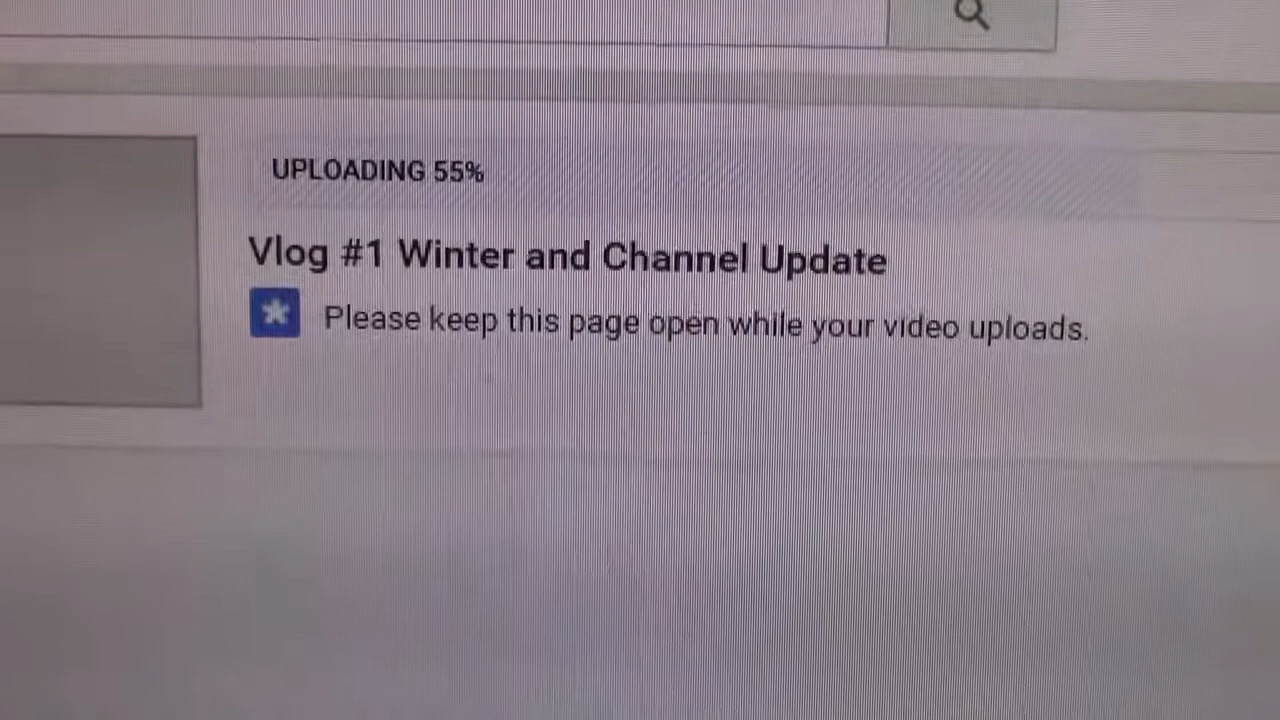 UPLOADING 55%
Vlog #1 Winter and Channel Update
Please keep this page open while your video uploads.